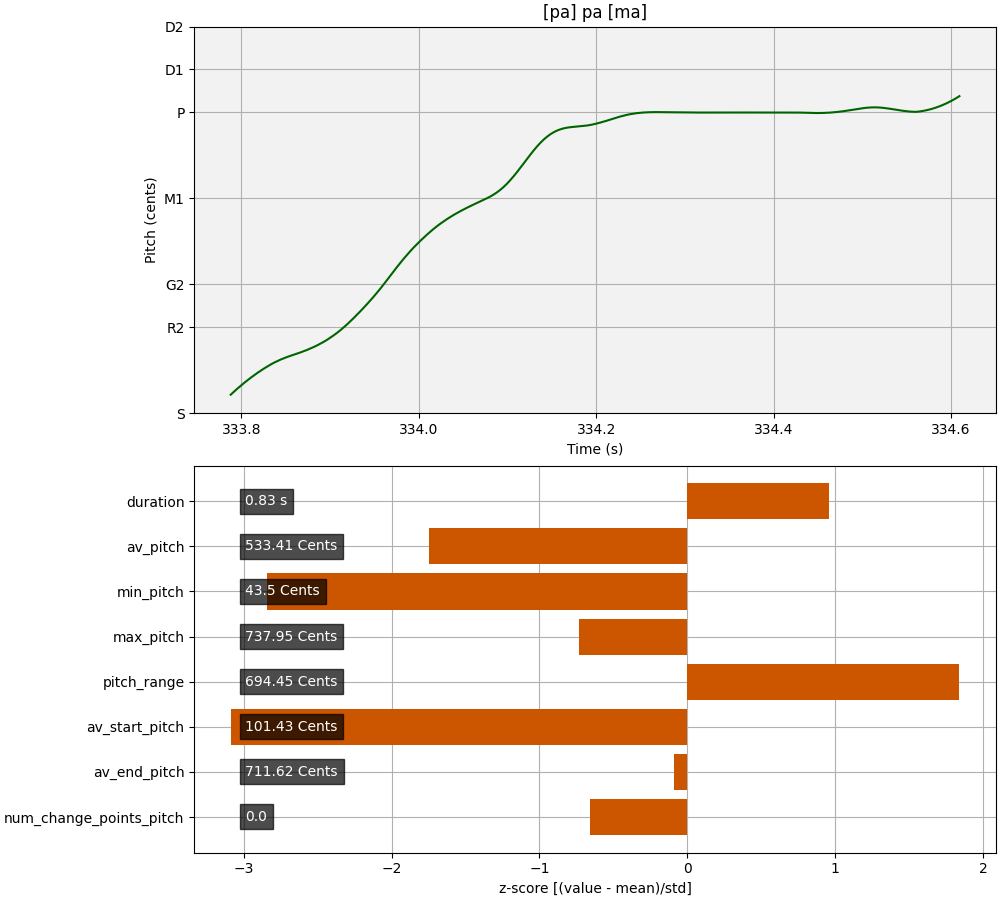 [pa] pa [ma]
D2
D1
P
M1
G2
R2
S
Pitch (cents)
333.8 334.0 334.2 334.4 334.6
Time (s)
duration 0.83 s
av_pitch 533.41 Cents
min_pitch 43.5 Cents
max_pitch 737.95 Cents
pitch_range 694.45 Cents
av_start_pitch 101.43 Cents
av_end_pitch 711.62 Cents
num_change_points_pitch 0.0
−3 −2 −1 0 1 2
z-score [(value - mean)/std]